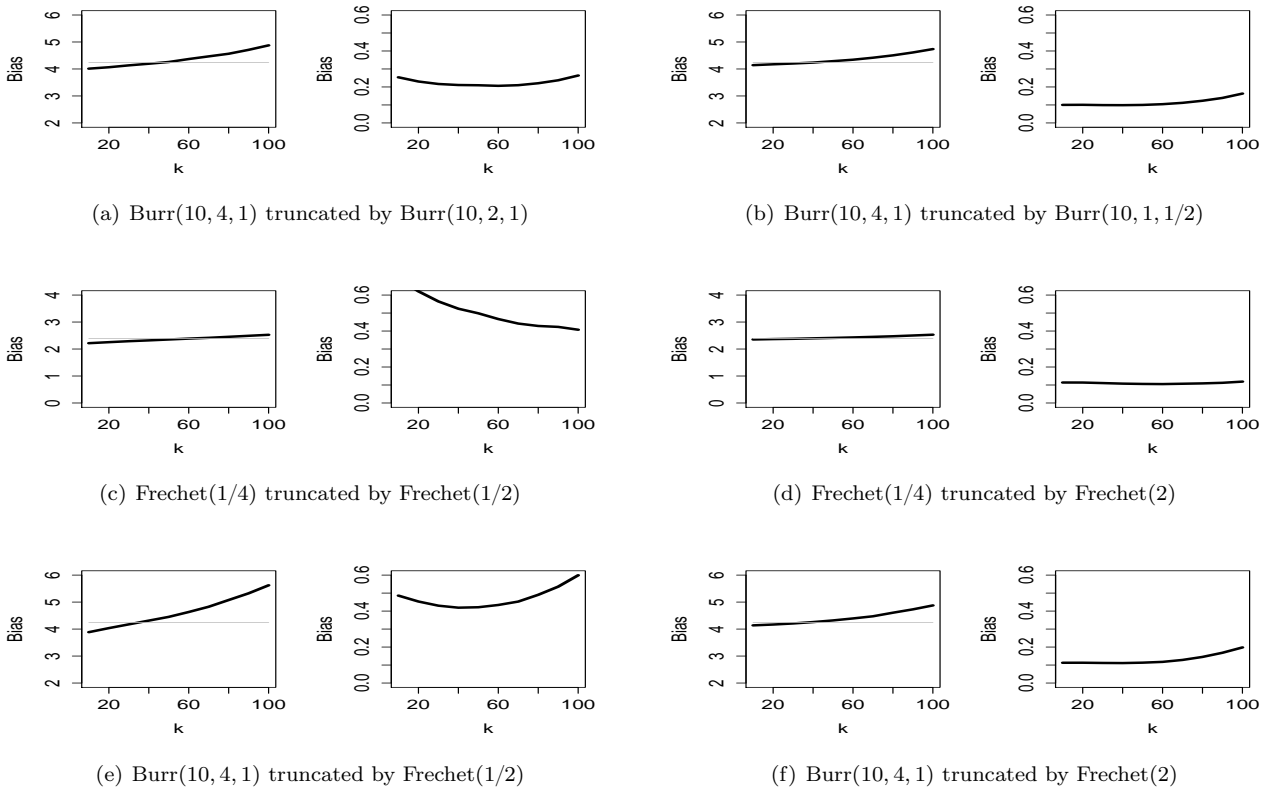 Bias
2 3 4 5 6
20 60 100
k
Bias
0.0 0.2 0.4 0.6
20 60 100
k
(a) Burr(10, 4, 1) truncated by Burr(10, 2, 1)
Bias
2 3 4 5 6
20 60 100
k
Bias
0.0 0.2 0.4 0.6
20 60 100
k
(b) Burr(10, 4, 1) truncated by Burr(10, 1, 1/2)
Bias
0 1 2 3 4
20 60 100
k
Bias
0.0 0.2 0.4 0.6
20 60 100
k
(c) Frechet(1/4) truncated by Frechet(1/2)
Bias
0 1 2 3 4
20 60 100
k
Bias
0.0 0.2 0.4 0.6
20 60 100
k
(d) Frechet(1/4) truncated by Frechet(2)
Bias
2 3 4 5 6
20 60 100
k
Bias
0.0 0.2 0.4 0.6
20 60 100
k
(e) Burr(10, 4, 1) truncated by Frechet(1/2)
Bias
2 3 4 5 6
20 60 100
k
Bias
0.0 0.2 0.4 0.6
20 60 100
k
(f) Burr(10, 4, 1) truncated by Frechet(2)